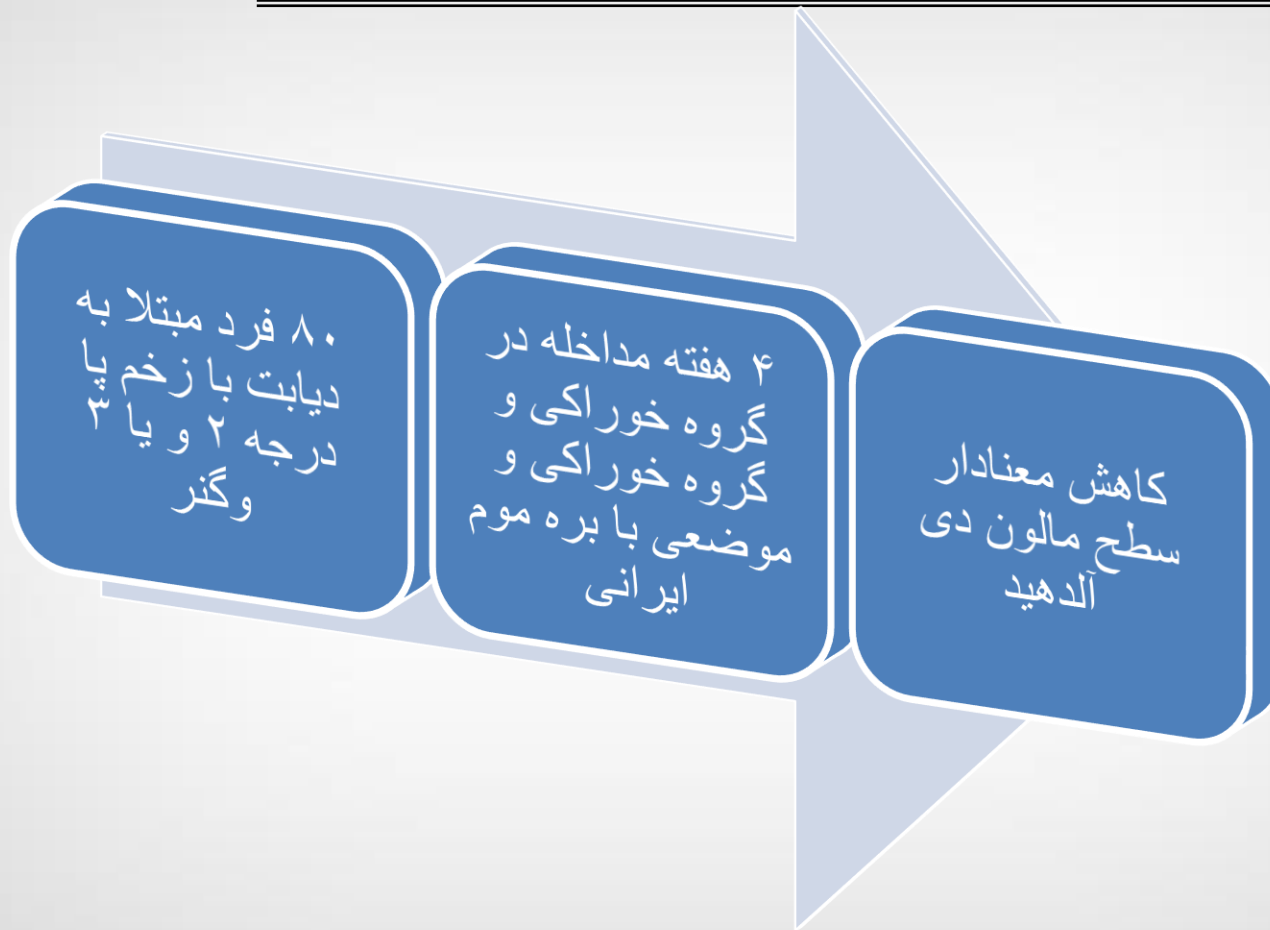 ۸۰ فرد مبتلا به
دیابت با زخم پا
درجه ۲ و یا ۳
وگنر
۴ هفته مداخله در
گروه خوراکی و
گروه خوراکی و
موضعی با بره موم
ایرانی
کاهش معنادار
سطح مالون دی
آلدهید